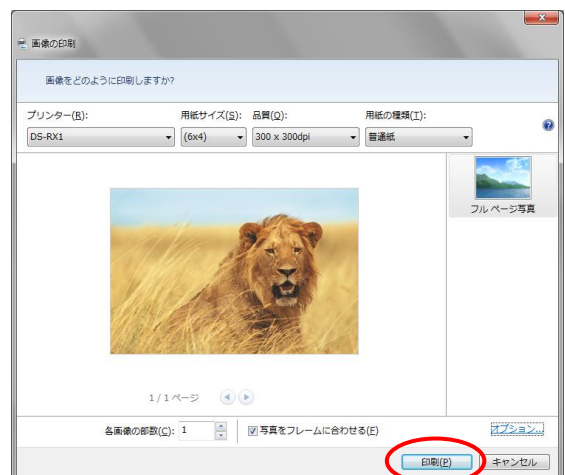 画像の印刷
画像をどのように印刷しますか?
プリンター(R): 用紙サイズ(S): 品質(Q): 用紙の種類(T):
DS-RX1 (6x4) 300 x 300dpi 普通紙
フル ページ写真
1 / 1 ページ
各画像の部数(C): 1 写真をフレームに合わせる(F) オプション...
印刷(P) キャンセル